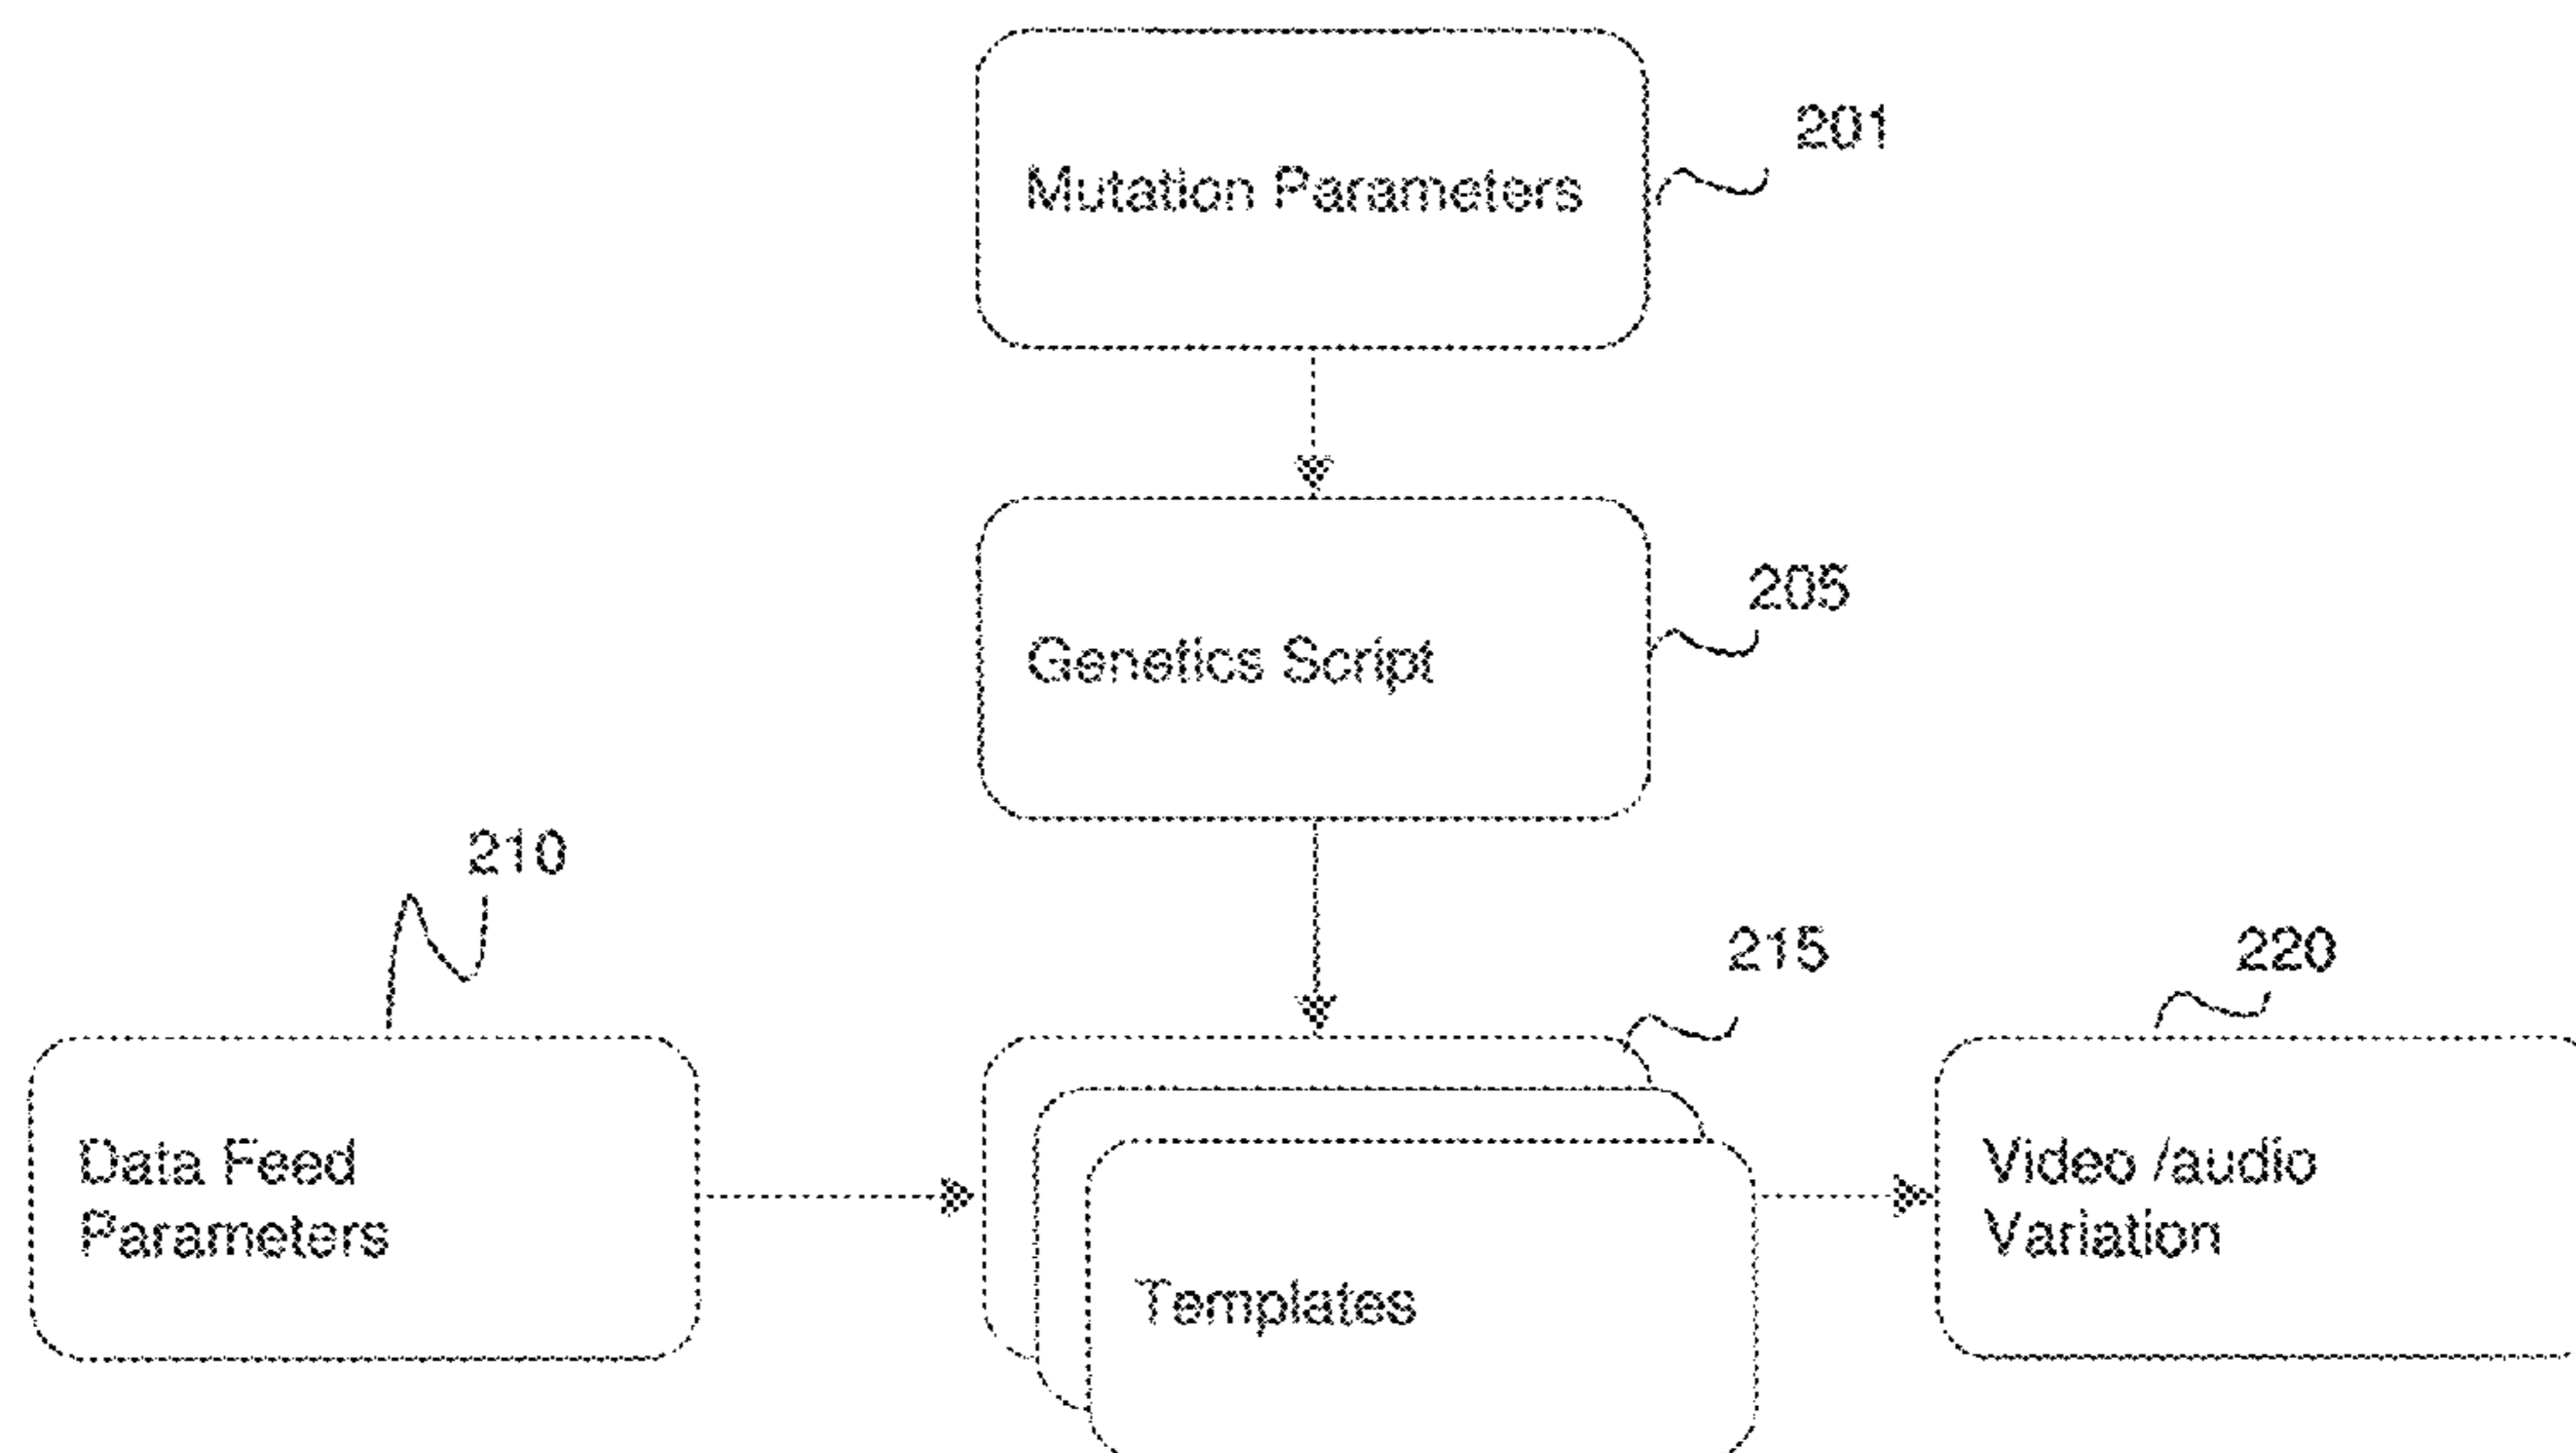 201
Mutation Parameters
205
Genetics Script
210
215
220
Data Feed
Parameters
Templates
Video /audio
Variation